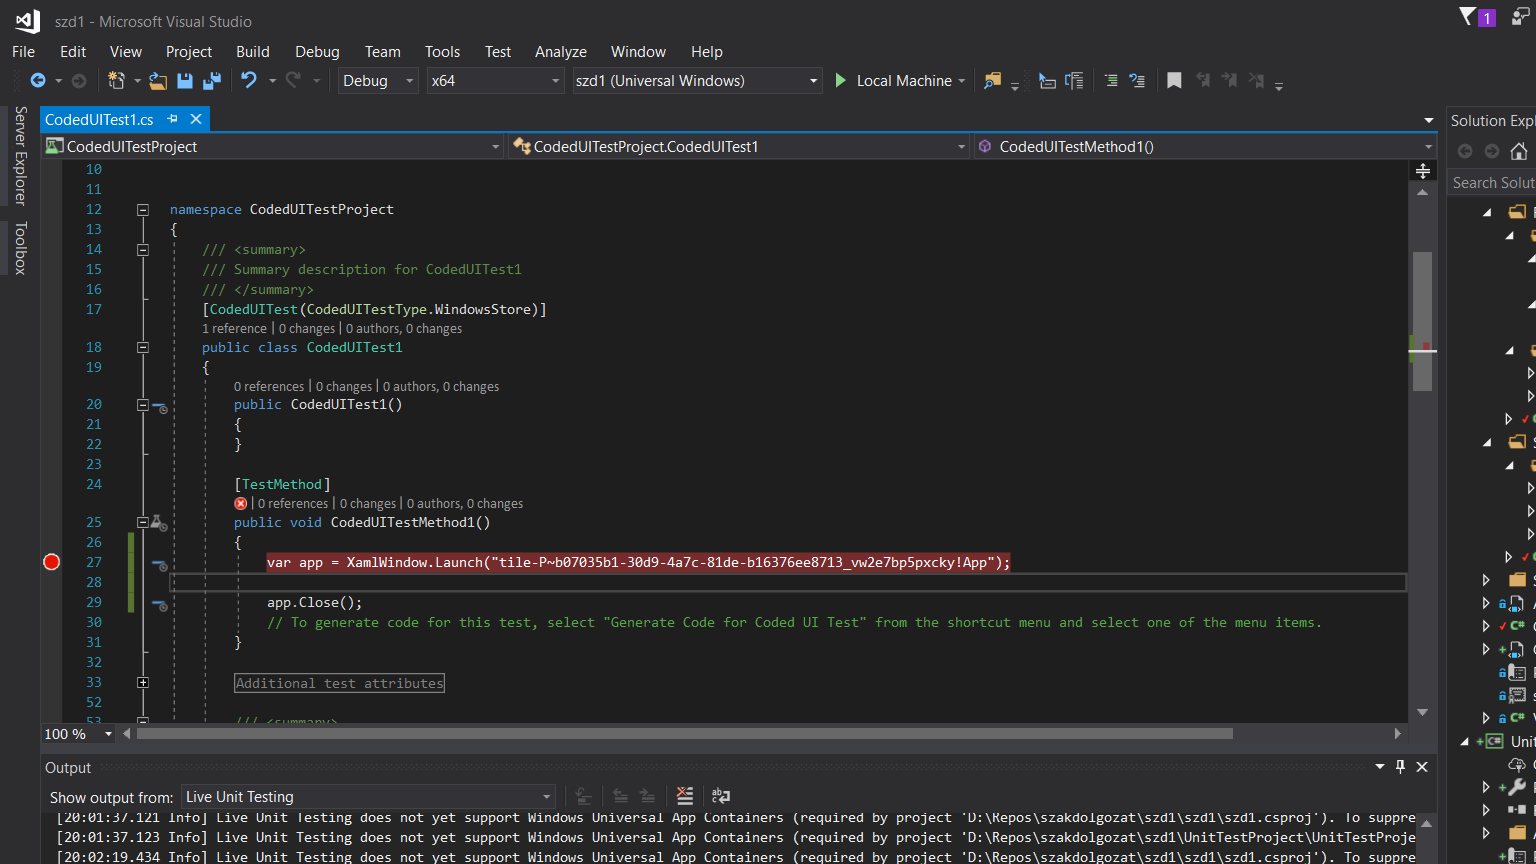 szd1 - Microsoft Visual Studio
1
File Edit View Project Build Debug Team Tools Test Analyze Window Help
Debug x64 szd1 (Universal Windows) Local Machine
Server Explorer
Toolbox
CodedUITest1.cs
CodedUITestProject CodedUITestProject.CodedUITest1 CodedUITestMethod1()
10
11
12 namespace CodedUITestProject
13 {
14 /// <summary>
15 /// Summary description for CodedUITest1
16 /// </summary>
17 [CodedUITest(CodedUITestType.WindowsStore)]
1 reference | 0 changes | 0 authors, 0 changes
18 public class CodedUITest1
19 {
0 references | 0 changes | 0 authors, 0 changes
20 public CodedUITest1()
21 {
22 }
23
24 [TestMethod]
| 0 references | 0 changes | 0 authors, 0 changes
25 public void CodedUITestMethod1()
26 {
27 var app = XamlWindow.Launch("tile-P~b07035b1-30d9-4a7c-81de-b16376ee8713_vw2e7bp5pxcky!App");
28
29 app.Close();
30 // To generate code for this test, select "Generate Code for Coded UI Test" from the shortcut menu and select one of the menu items.
31 }
32
33 Additional test attributes
52
53 /// <summary>
100 %
Output
Show output from: Live Unit Testing
[20:01:37.121 Info] Live Unit Testing does not yet support Windows Universal App Containers (required by project 'D:\Repos\szakdolgozat\szd1\szd1\szd1.csproj'). To suppre
[20:01:37.123 Info] Live Unit Testing does not yet support Windows Universal App Containers (required by project 'D:\Repos\szakdolgozat\szd1\UnitTestProject\UnitTestProje
[20:02:19.434 Info] Live Unit Testing does not yet support Windows Universal App Containers (required by project 'D:\Repos\szakdolgozat\szd1\szd1\szd1.csproj'). To suppre
Solution Expl
Search Solut
C#
C#
C#
C# Unit